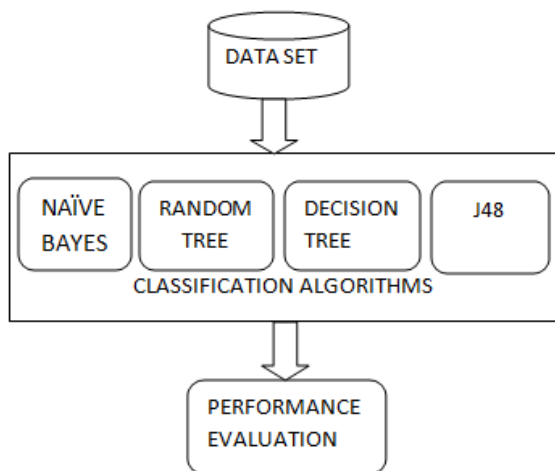 DATA SET
NAÏVE
BAYES
RANDOM
TREE
DECISION
TREE
J48
CLASSIFICATION ALGORITHMS
PERFORMANCE
EVALUATION